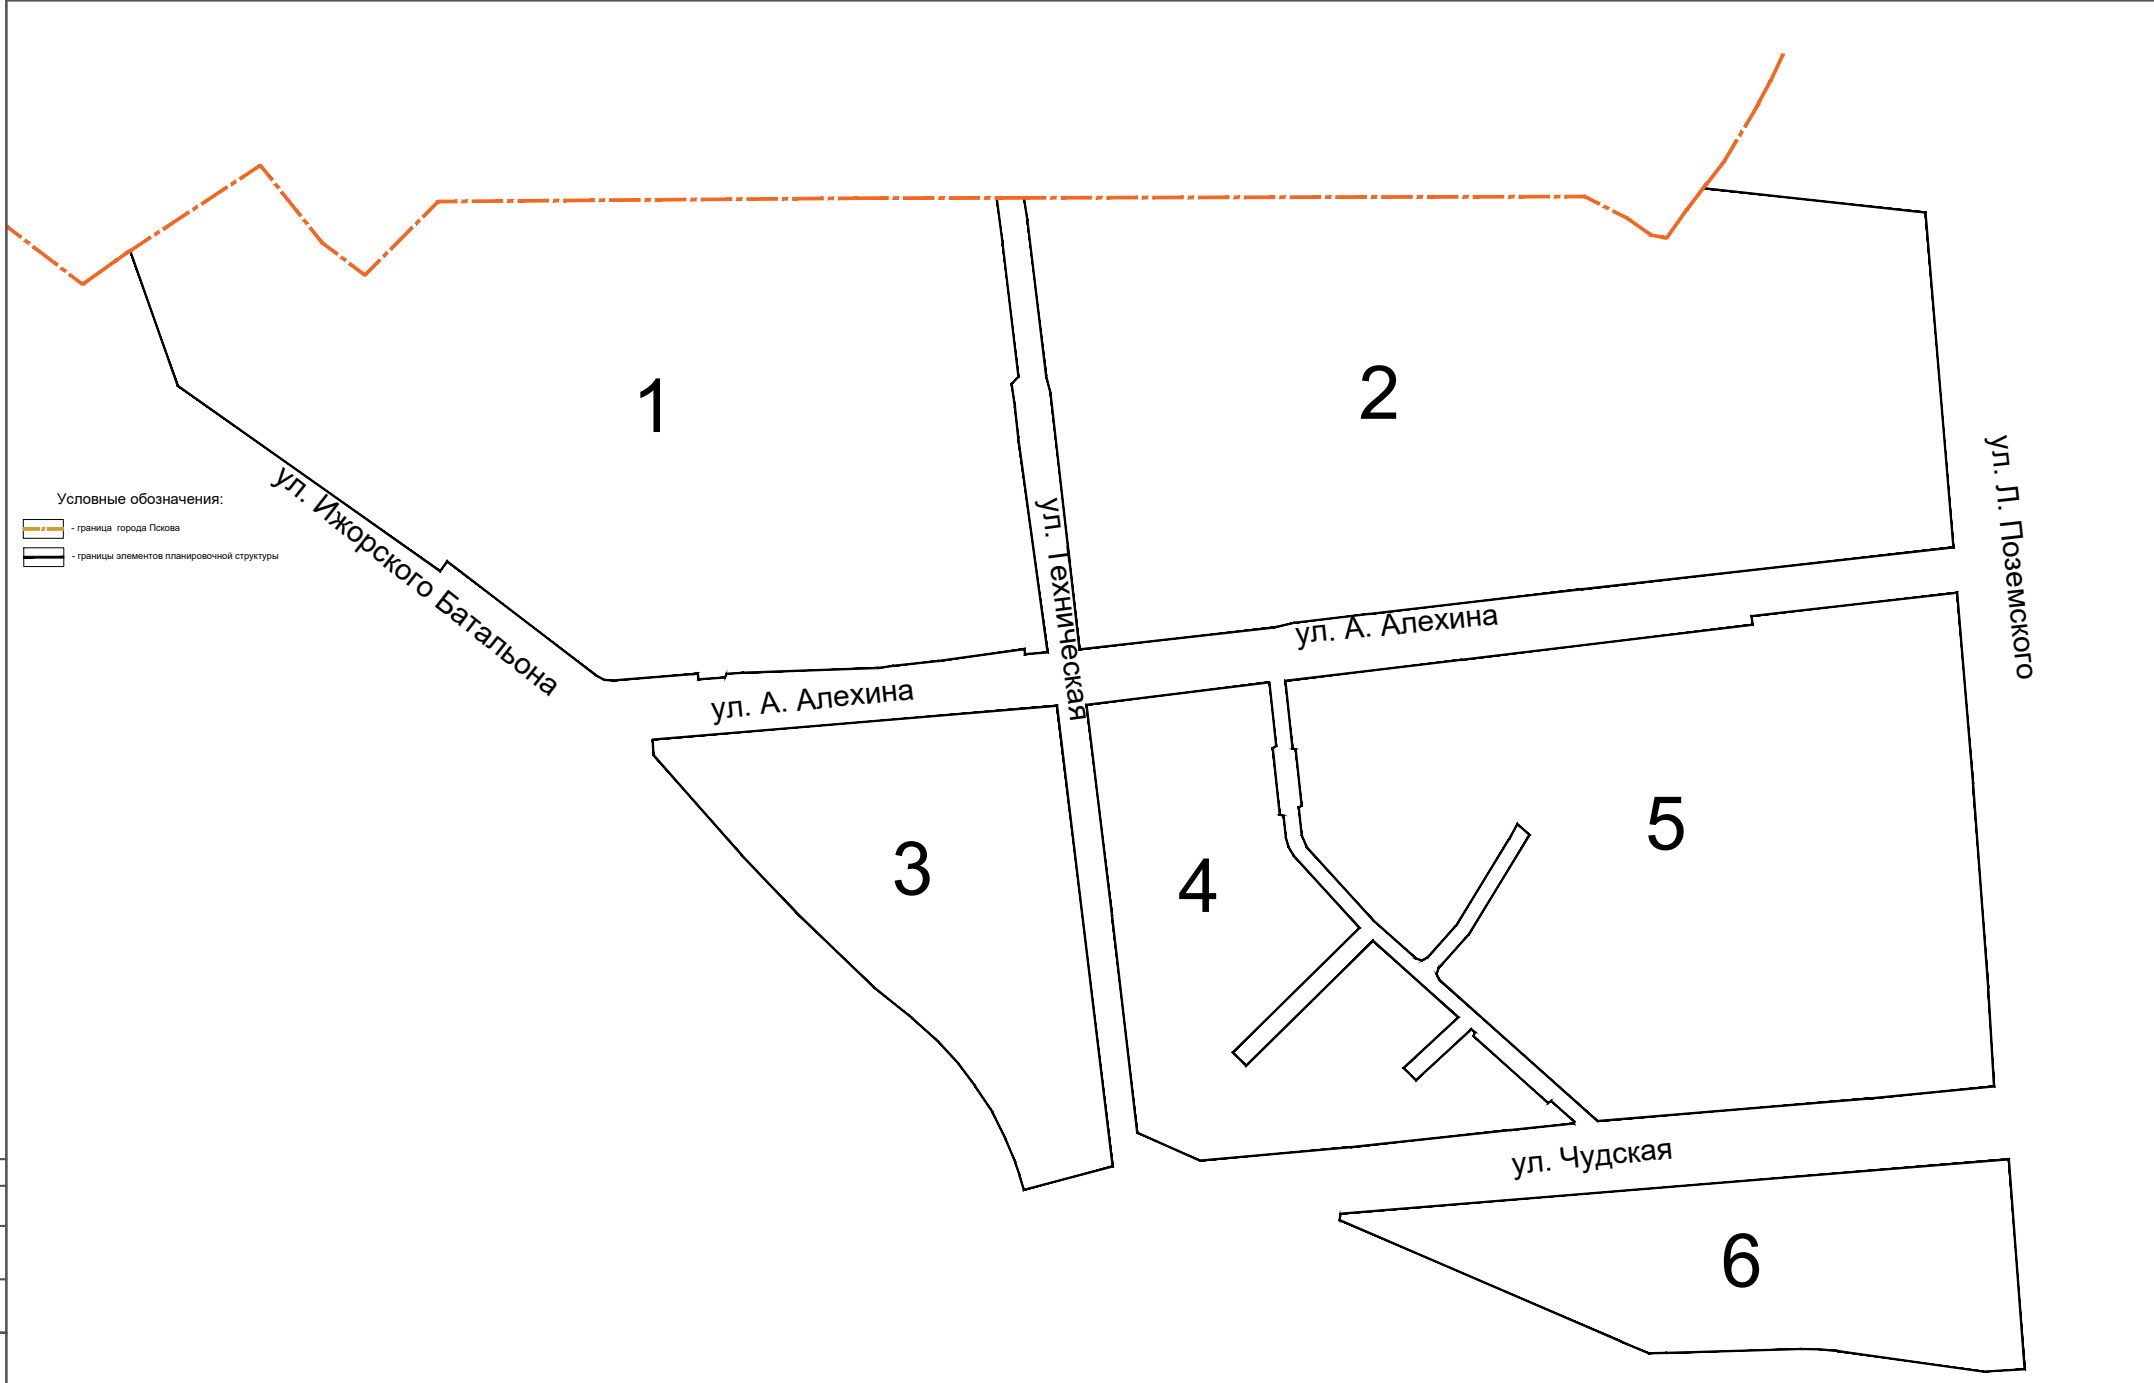 1
2
ул. Л. Поземского
ул. Ижорского Батальона
Условные обозначения:
- граница города Пскова
- границы элементов планировочной структуры
ул. Техническая
ул. А. Алехина
ул. А. Алехина
3
4
5
ул. Чудская
6